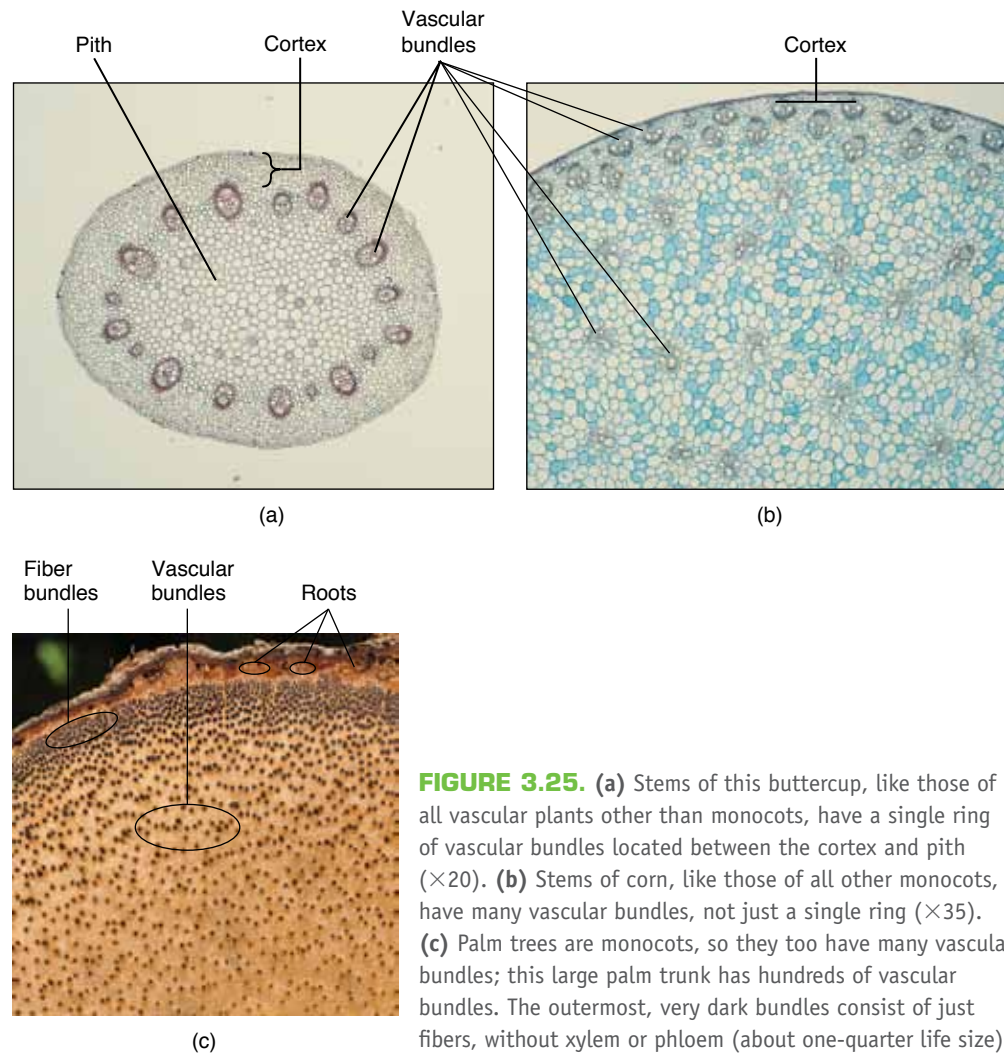 Pith
Cortex
Vascular
bundles
Cortex
(a)
(b)
Fiber
bundles
Vascular
bundles
Roots
(c)
FIGURE 3.25. (a) Stems of this buttercup, like those of
all vascular plants other than monocots, have a single ring
of vascular bundles located between the cortex and pith
(×20). (b) Stems of corn, like those of all other monocots,
have many vascular bundles, not just a single ring (×35).
(c) Palm trees are monocots, so they too have many vascula
bundles; this large palm trunk has hundreds of vascular
bundles. The outermost, very dark bundles consist of just
fibers, without xylem or phloem (about one-quarter life size)